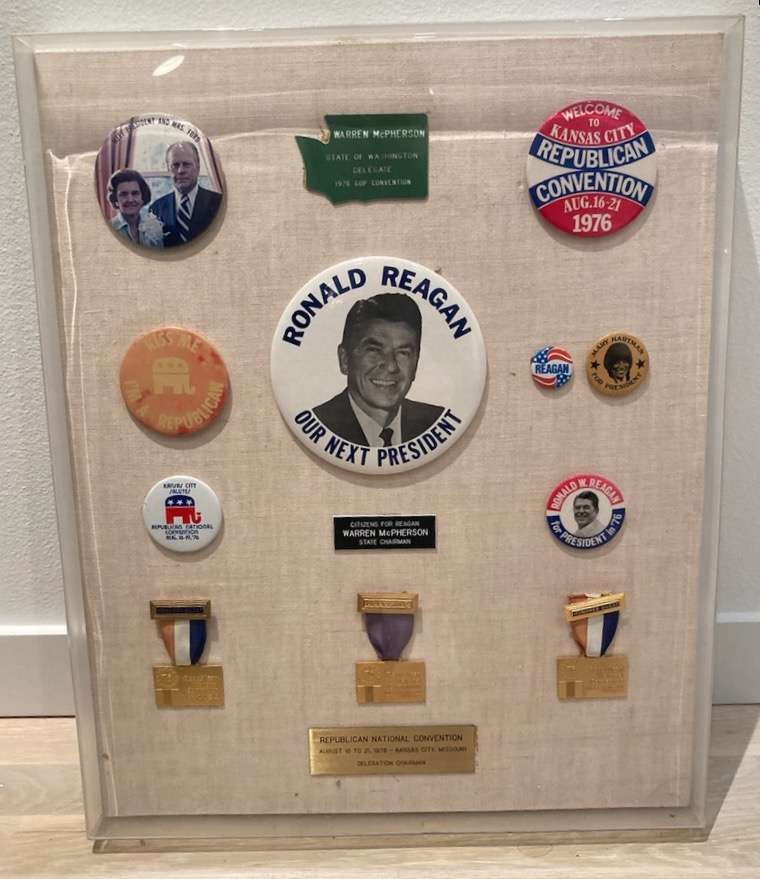 PRESIDENT AND MRS. FORD
WARREN McPHERSON
STATE OF WASHINGTON
DELEGATE
1976 GOP CONVENTION
WELCOME
TO
KANSAS CITY
REPUBLICAN
CONVENTION
AUG. 16-21
1976
RONALD REAGAN
OUR NEXT PRESIDENT
KISS ME
I'M A REPUBLICAN
REAGAN
MARY HARTMAN
FOR PRESIDENT
KANSAS CITY
SALUTES
REPUBLICAN NATIONAL
CONVENTION
AUG. 16-19, '76
CITIZENS FOR REAGAN
WARREN McPHERSON
STATE CHAIRMAN
RONALD W. REAGAN
for PRESIDENT in '76
REPUBLICAN NATIONAL CONVENTION
AUGUST 16 TO 21, 1976 - KANSAS CITY, MISSOURI
DELEGATION CHAIRMAN